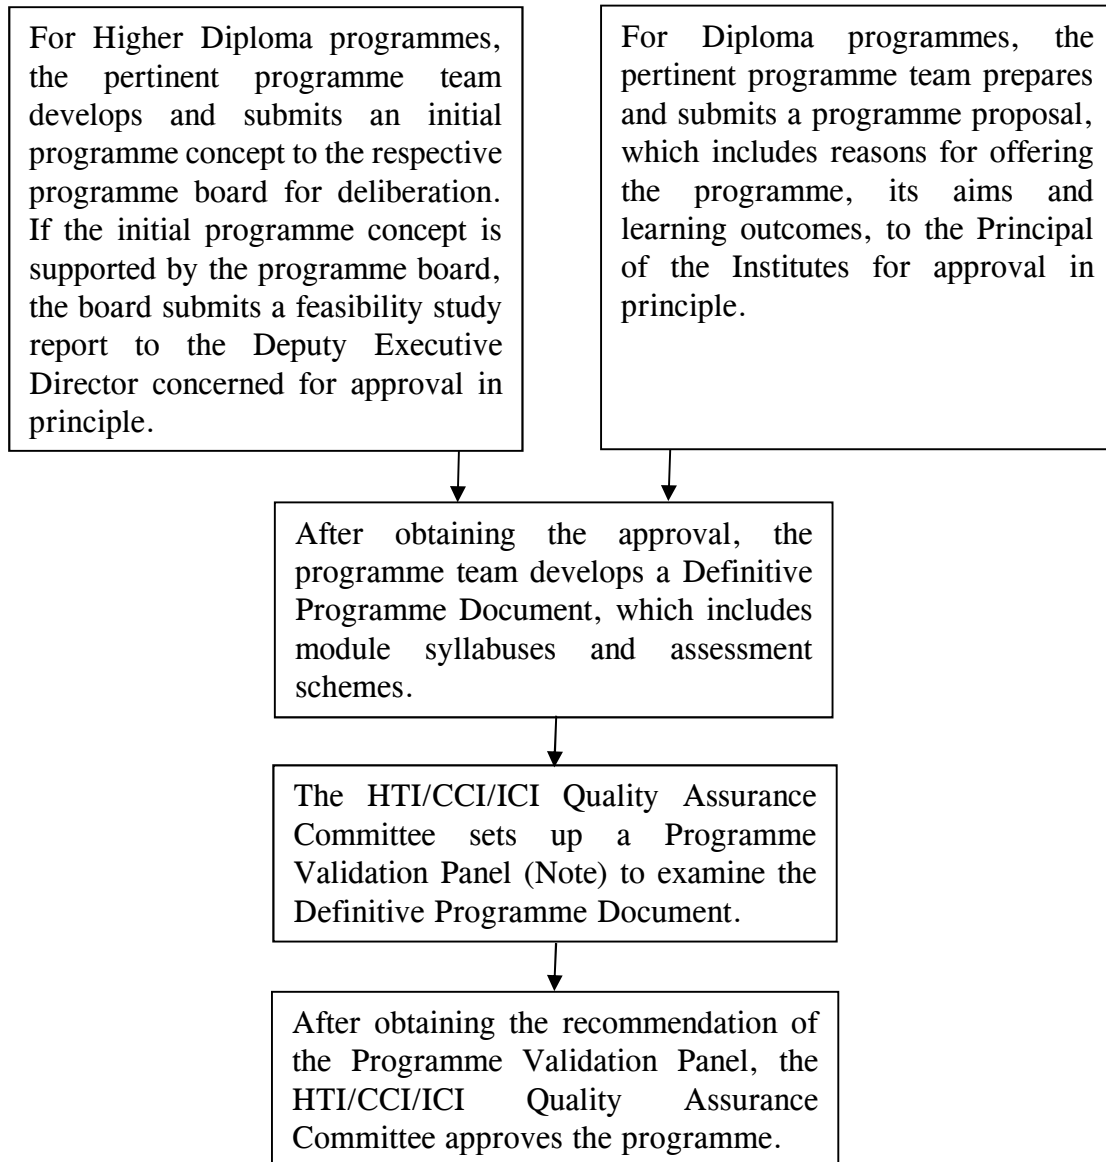 For Higher Diploma programmes,
the pertinent programme team
develops and submits an initial
programme concept to the respective
programme board for deliberation.
If the initial programme concept is
supported by the programme board,
the board submits a feasibility study
report to the Deputy Executive
Director concerned for approval in
principle.
For Diploma programmes, the
pertinent programme team prepares
and submits a programme proposal,
which includes reasons for offering
the programme, its aims and
learning outcomes, to the Principal
of the Institutes for approval in
principle.
After obtaining the approval, the
programme team develops a Definitive
Programme Document, which includes
module syllabuses and assessment
schemes.
The HTI/CCI/ICI Quality Assurance
Committee sets up a Programme
Validation Panel (Note) to examine the
Definitive Programme Document.
After obtaining the recommendation of
the Programme Validation Panel, the
HTI/CCI/ICI Quality Assurance
Committee approves the programme.